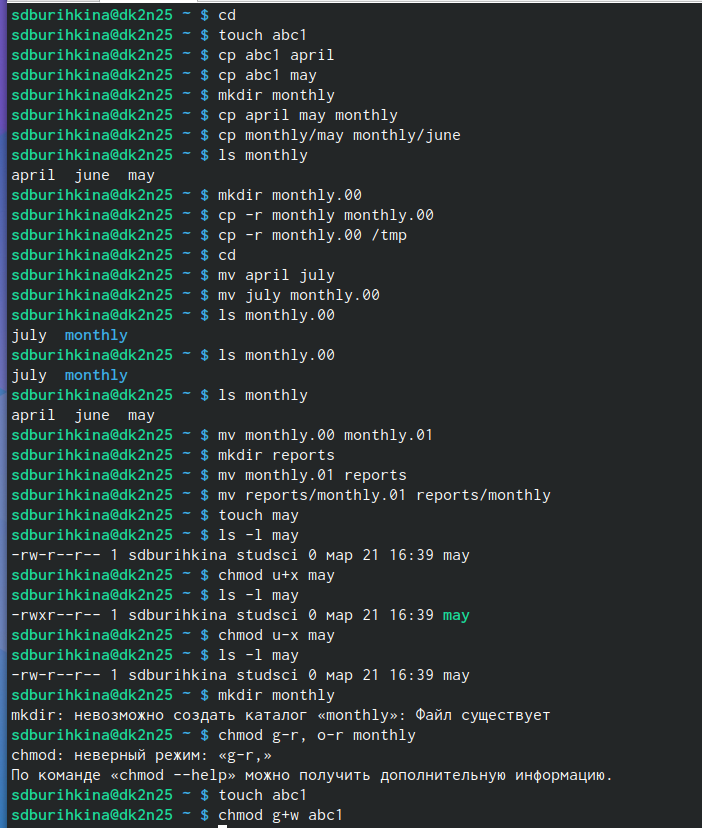 sdburihkina@dk2n25 ~ $ cd
sdburihkina@dk2n25 ~ $ touch abc1
sdburihkina@dk2n25 ~ $ cp abc1 april
sdburihkina@dk2n25 ~ $ cp abc1 may
sdburihkina@dk2n25 ~ $ mkdir monthly
sdburihkina@dk2n25 ~ $ cp april may monthly
sdburihkina@dk2n25 ~ $ cp monthly/may monthly/june
sdburihkina@dk2n25 ~ $ ls monthly
april  june  may
sdburihkina@dk2n25 ~ $ mkdir monthly.00
sdburihkina@dk2n25 ~ $ cp -r monthly monthly.00
sdburihkina@dk2n25 ~ $ cp -r monthly.00 /tmp
sdburihkina@dk2n25 ~ $ cd
sdburihkina@dk2n25 ~ $ mv april july
sdburihkina@dk2n25 ~ $ mv july monthly.00
sdburihkina@dk2n25 ~ $ ls monthly.00
july  monthly
sdburihkina@dk2n25 ~ $ ls monthly.00
july  monthly
sdburihkina@dk2n25 ~ $ ls monthly
april  june  may
sdburihkina@dk2n25 ~ $ mv monthly.00 monthly.01
sdburihkina@dk2n25 ~ $ mkdir reports
sdburihkina@dk2n25 ~ $ mv monthly.01 reports
sdburihkina@dk2n25 ~ $ mv reports/monthly.01 reports/monthly
sdburihkina@dk2n25 ~ $ touch may
sdburihkina@dk2n25 ~ $ ls -l may
-rw-r--r-- 1 sdburihkina studsci 0 мар 21 16:39 may
sdburihkina@dk2n25 ~ $ chmod u+x may
sdburihkina@dk2n25 ~ $ ls -l may
-rwxr--r-- 1 sdburihkina studsci 0 мар 21 16:39 may
sdburihkina@dk2n25 ~ $ chmod u-x may
sdburihkina@dk2n25 ~ $ ls -l may
-rw-r--r-- 1 sdburihkina studsci 0 мар 21 16:39 may
sdburihkina@dk2n25 ~ $ mkdir monthly
mkdir: невозможно создать каталог «monthly»: Файл существует
sdburihkina@dk2n25 ~ $ chmod g-r, o-r monthly
chmod: неверный режим: «g-r,»
По команде «chmod --help» можно получить дополнительную информацию.
sdburihkina@dk2n25 ~ $ touch abc1
sdburihkina@dk2n25 ~ $ chmod g+w abc1